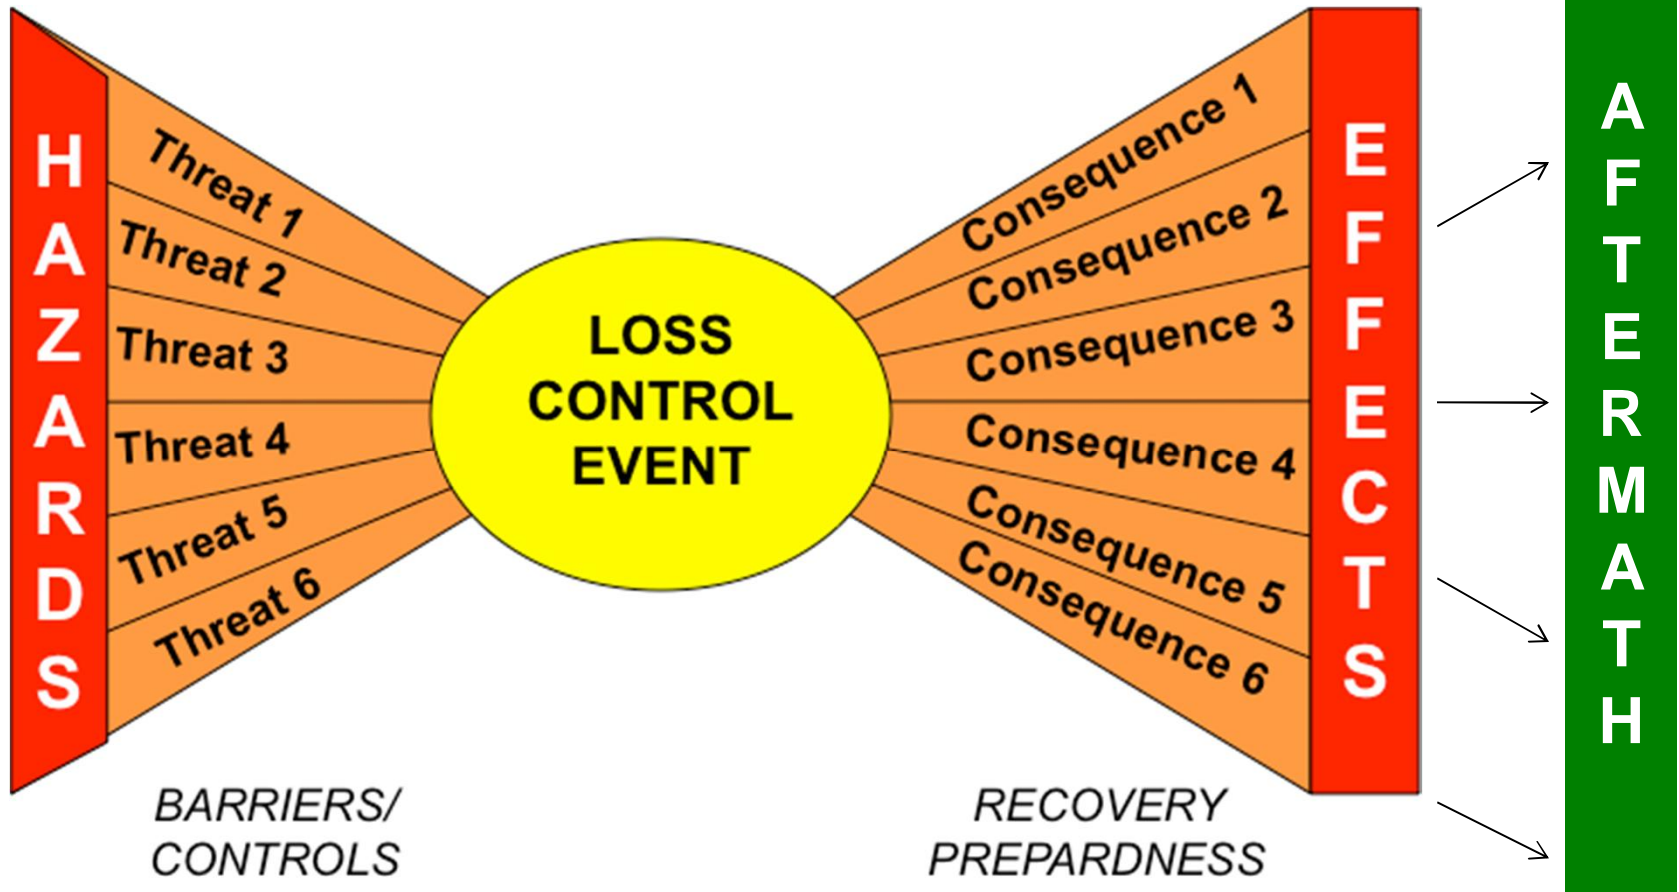 HAZARDS
Threat 1
Threat 2
Threat 3
Threat 4
Threat 5
Threat 6
BARRIERS/
CONTROLS
LOSS
CONTROL
EVENT
Consequence 1
Consequence 2
Consequence 3
Consequence 4
Consequence 5
Consequence 6
RECOVERY
PREPARDNESS
EFFECTS
AFTERMATH